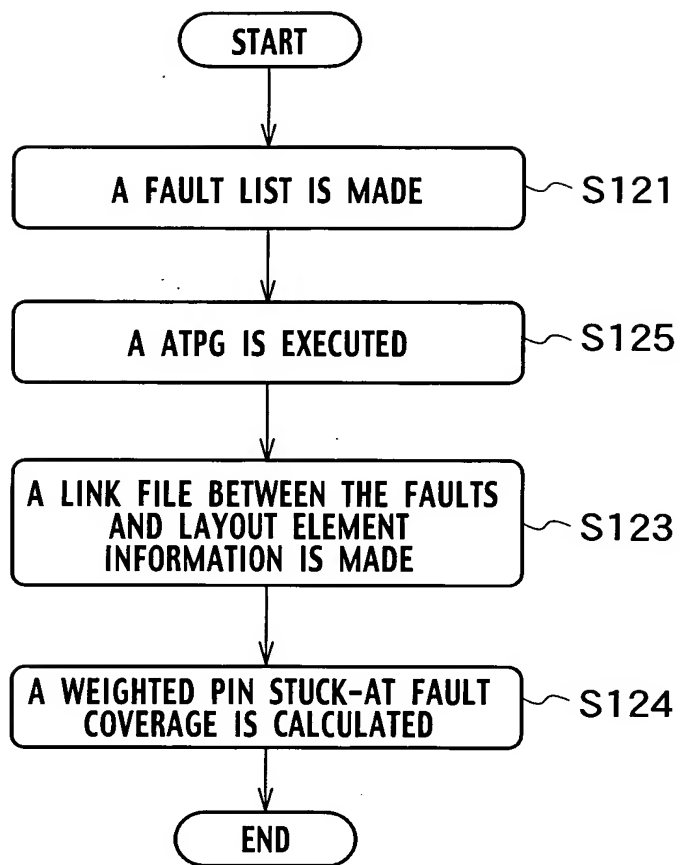 START
A FAULT LIST IS MADE
S121
A ATPG IS EXECUTED
S125
A LINK FILE BETWEEN THE FAULTS
AND LAYOUT ELEMENT
INFORMATION IS MADE
S123
A WEIGHTED PIN STUCK-AT FAULT
COVERAGE IS CALCULATED
S124
END